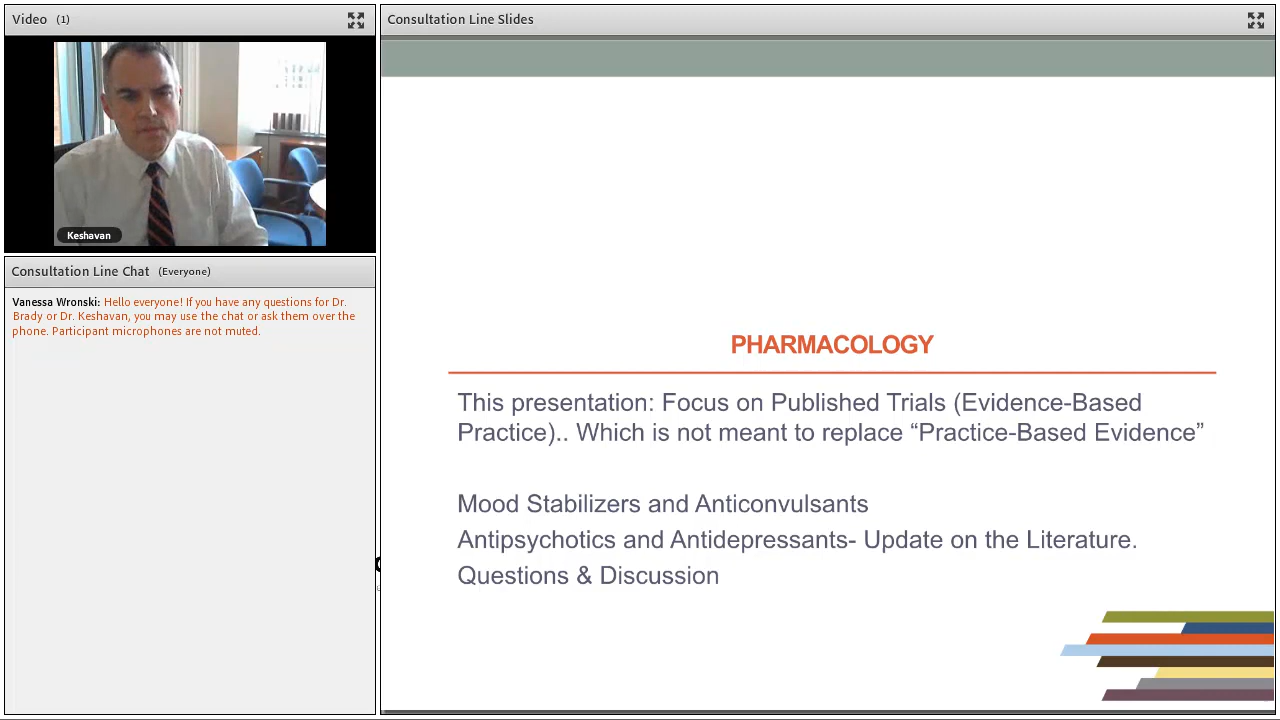 Video (1)
Keshavan
Consultation Line Chat (Everyone)
Vanessa Wronski: Hello everyone! If you have any questions for Dr.
Brady or Dr. Keshavan, you may use the chat or ask them over the
phone. Participant microphones are not muted.
Consultation Line Slides
PHARMACOLOGY
This presentation: Focus on Published Trials (Evidence-Based
Practice).. Which is not meant to replace “Practice-Based Evidence”
Mood Stabilizers and Anticonvulsants
Antipsychotics and Antidepressants- Update on the Literature.
Questions & Discussion